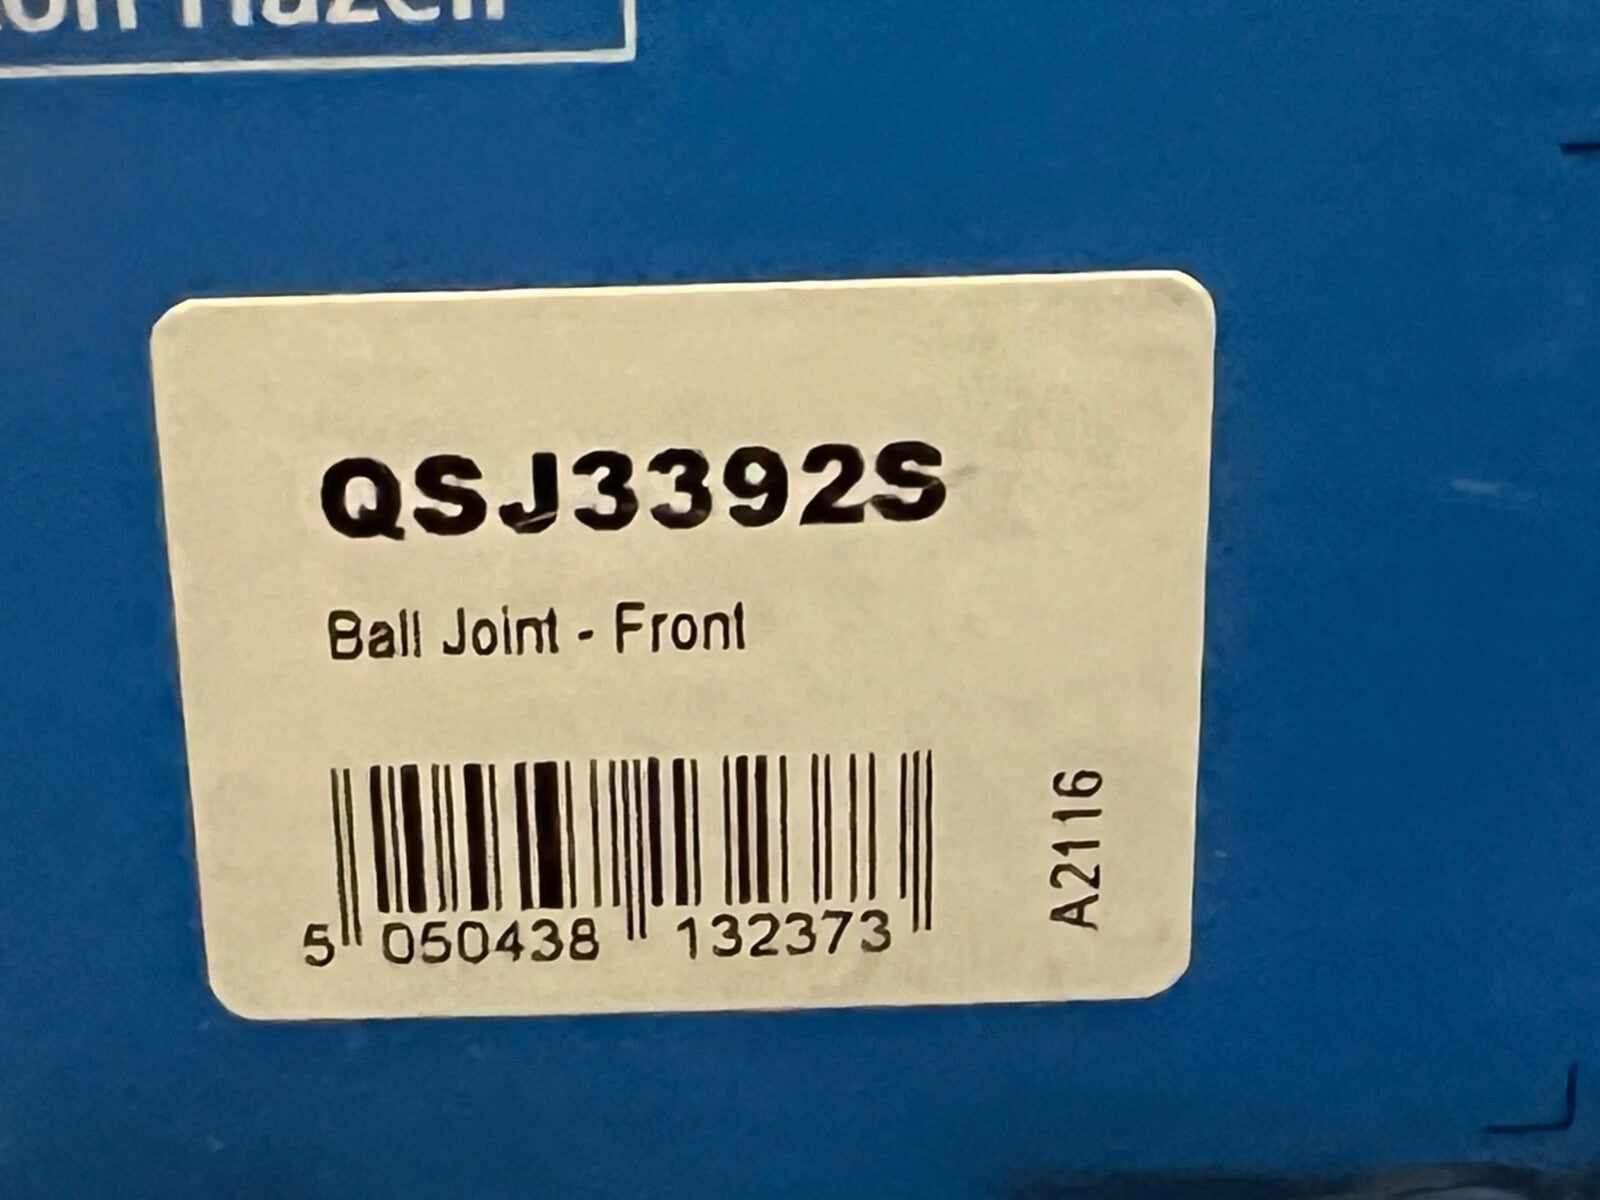 QSJ3392S
Ball Joint - Front
5 050438 132373
A2116